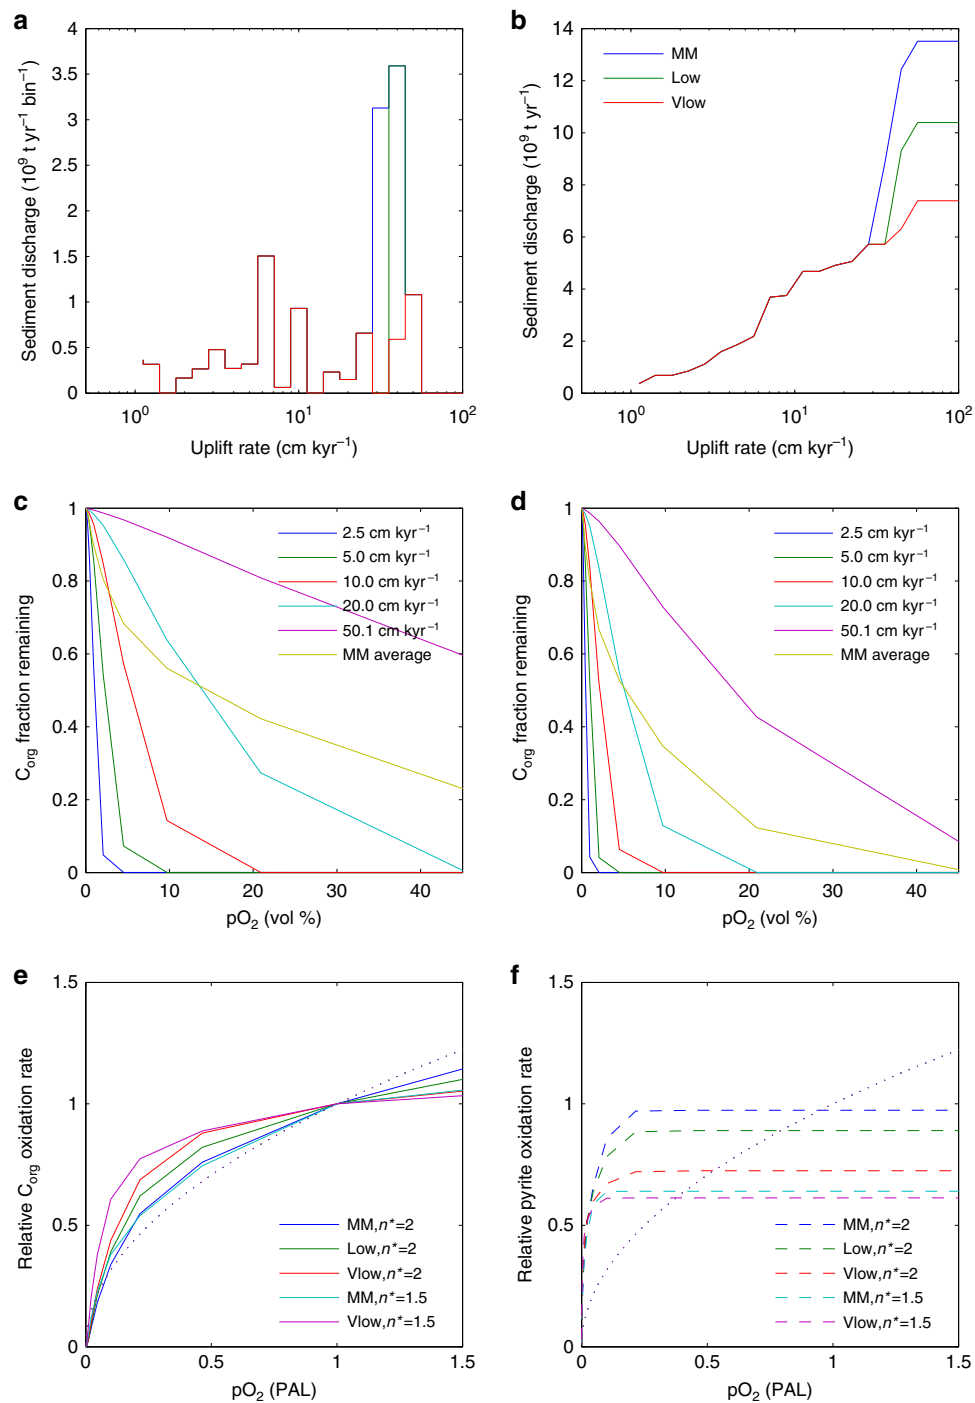 a
4
3.5
3
2.5
2
1.5
1
0.5
0
Sediment discharge (10⁹ t yr⁻¹ bin⁻¹)
10⁰
10¹
10²
Uplift rate (cm kyr⁻¹)
b
14
12
10
8
6
4
2
0
Sediment discharge (10⁹ t yr⁻¹)
MM
Low
Vlow
10⁰
10¹
10²
Uplift rate (cm kyr⁻¹)
c
1
0.8
0.6
0.4
0.2
0
C_org fraction remaining
2.5 cm kyr⁻¹
5.0 cm kyr⁻¹
10.0 cm kyr⁻¹
20.0 cm kyr⁻¹
50.1 cm kyr⁻¹
MM average
0
10
20
30
40
pO₂ (vol %)
d
1
0.8
0.6
0.4
0.2
0
C_org fraction remaining
2.5 cm kyr⁻¹
5.0 cm kyr⁻¹
10.0 cm kyr⁻¹
20.0 cm kyr⁻¹
50.1 cm kyr⁻¹
MM average
0
10
20
30
40
pO₂ (vol %)
e
1.5
1
0.5
0
Relative C_org oxidation rate
MM,n*=2
Low,n*=2
Vlow,n*=2
MM,n*=1.5
Vlow,n*=1.5
0
0.5
1
1.5
pO₂ (PAL)
f
1.5
1
0.5
0
Relative pyrite oxidation rate
MM,n*=2
Low,n*=2
Vlow,n*=2
MM,n*=1.5
Vlow,n*=1.5
0
0.5
1
1.5
pO₂ (PAL)